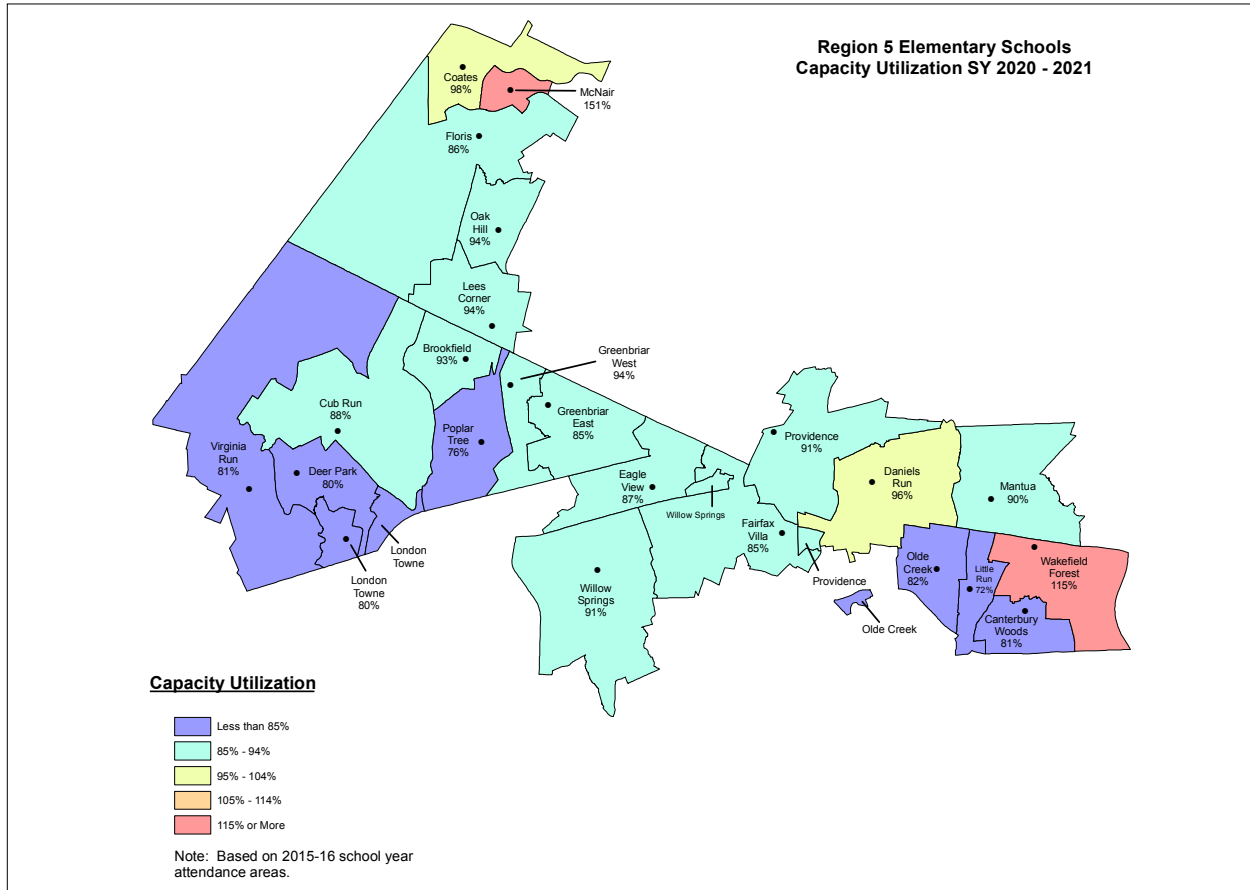 Region 5 Elementary Schools
Capacity Utilization SY 2020 - 2021
Coates
98%
McNair
151%
Floris
86%
Oak
Hill
94%
Lees
Corner
94%
Brookfield
93%
Greenbriar
West
94%
Cub Run
88%
Poplar
Tree
76%
Greenbriar
East
85%
Virginia
Run
81%
Deer Park
80%
London
Towne
London
Towne
80%
Eagle
View
87%
Willow Springs
Providence
91%
Daniels
Run
96%
Mantua
90%
Fairfax
Villa
85%
Providence
Willow
Springs
91%
Olde
Creek
82%
Little
Run
72%
Wakefield
Forest
115%
Canterbury
Woods
81%
Olde Creek
Capacity Utilization
Less than 85%
85% - 94%
95% - 104%
105% - 114%
115% or More
Note: Based on 2015-16 school year
attendance areas.